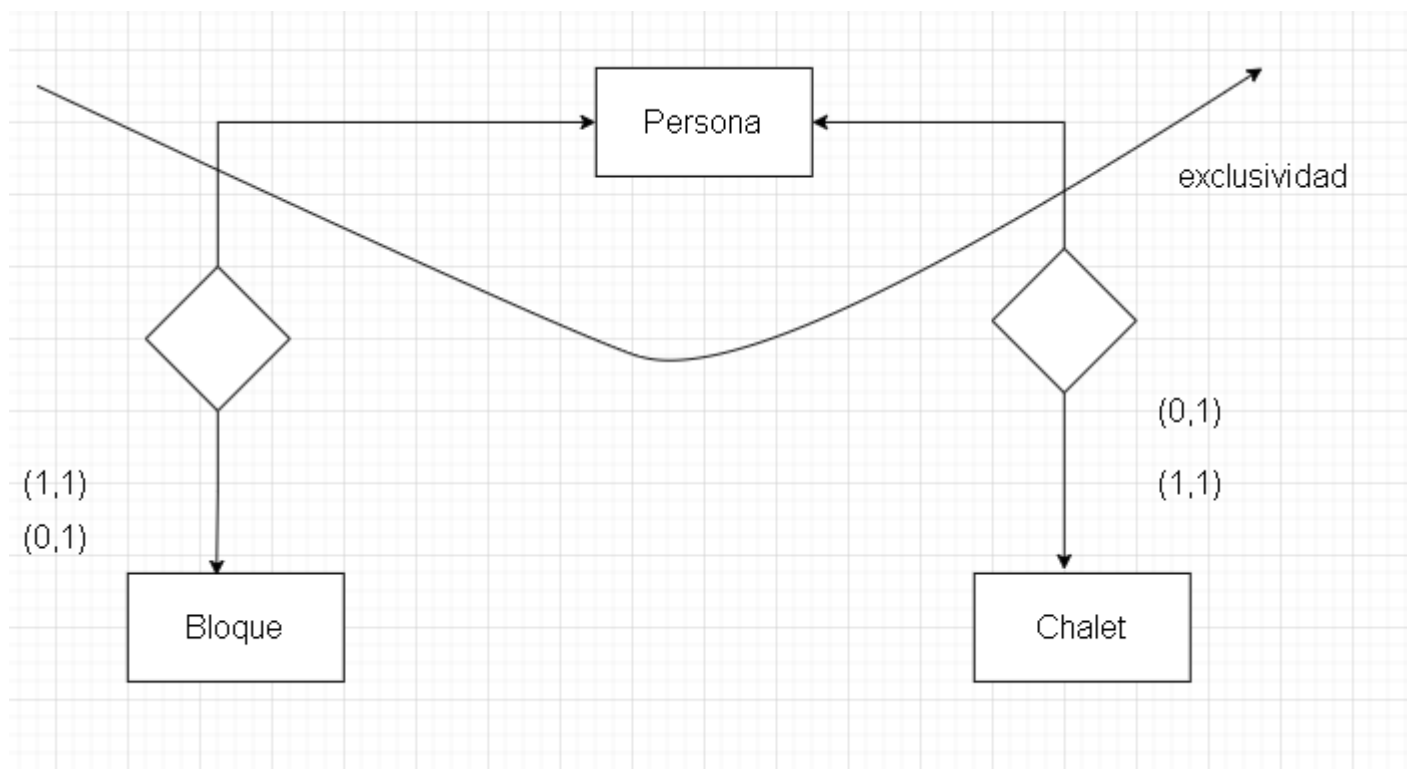 Persona
exclusividad
(0,1)
(1,1)
(1,1)
(0,1)
Bloque
Chalet